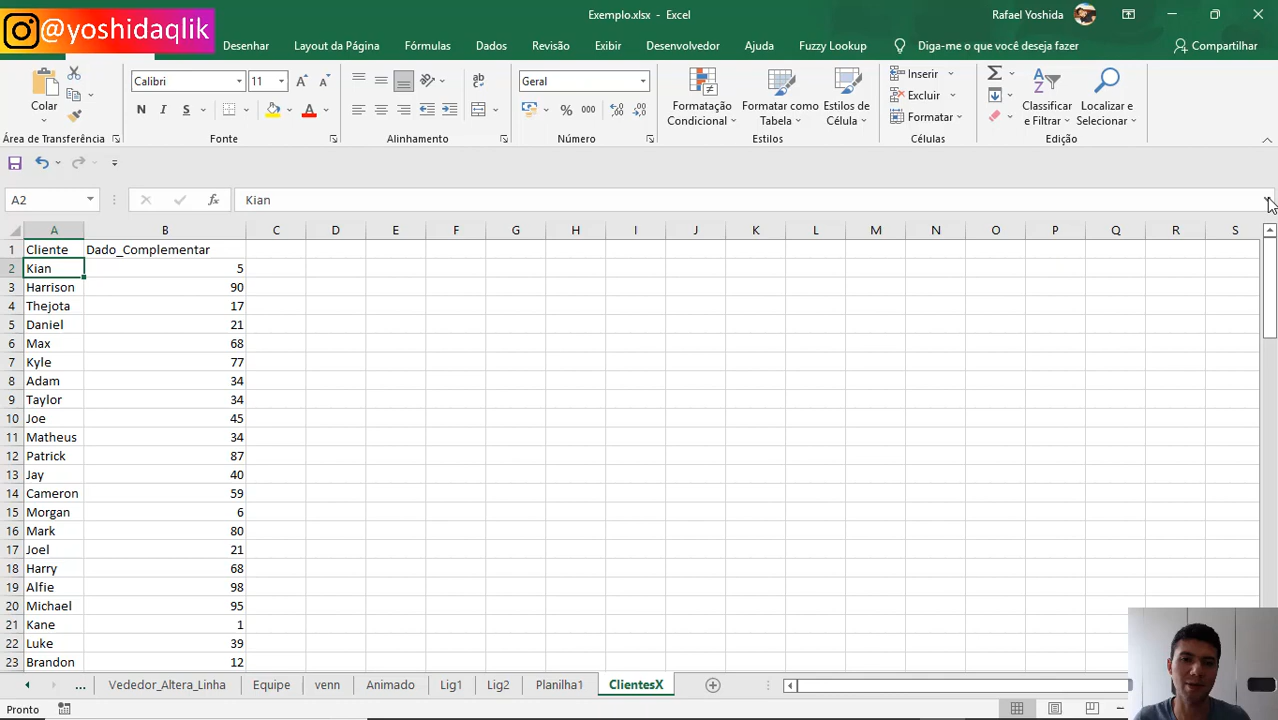 @yoshidaqlik
Exemplo.xlsx - Excel
Rafael Yoshida
Desenhar Layout da Página Fórmulas Dados Revisão Exibir Desenvolvedor Ajuda Fuzzy Lookup Diga-me o que você deseja fazer Compartilhar
Colar
Calibri 11
N I S
ab
Geral
% 000
Formatação Condicional
Formatar como Tabela
Estilos de Célula
Inserir
Excluir
Formatar
Classificar e Filtrar
Localizar e Selecionar
Área de Transferência Fonte Alinhamento Número Estilos Células Edição
A2 fx Kian
A B C D E F G H I J K L M N O P Q R S
1 Cliente Dado_Complementar
2 Kian 5
3 Harrison 90
4 Thejota 17
5 Daniel 21
6 Max 68
7 Kyle 77
8 Adam 34
9 Taylor 34
10 Joe 45
11 Matheus 34
12 Patrick 87
13 Jay 40
14 Cameron 59
15 Morgan 6
16 Mark 80
17 Joel 21
18 Harry 68
19 Alfie 98
20 Michael 95
21 Kane 1
22 Luke 39
23 Brandon 12
... Vededor_Altera_Linha Equipe venn Animado Lig1 Lig2 Planilha1 ClientesX
Pronto